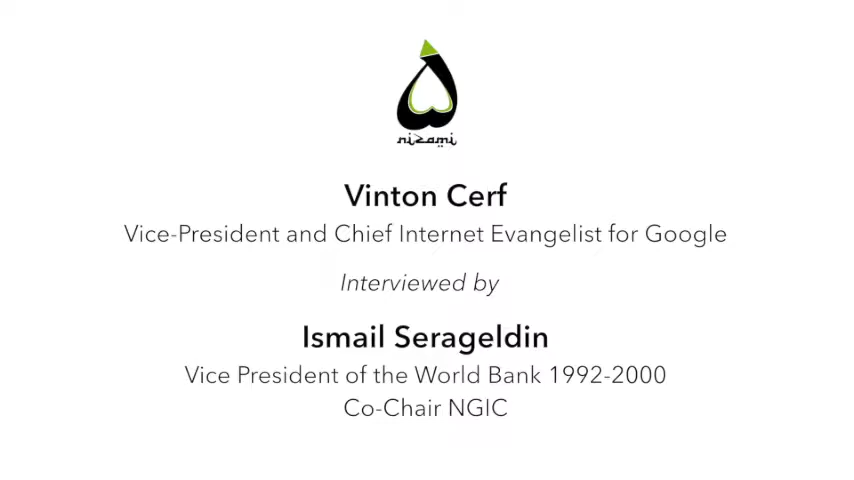 nizami
Vinton Cerf
Vice-President and Chief Internet Evangelist for Google
Interviewed by
Ismail Serageldin
Vice President of the World Bank 1992-2000
Co-Chair NGIC